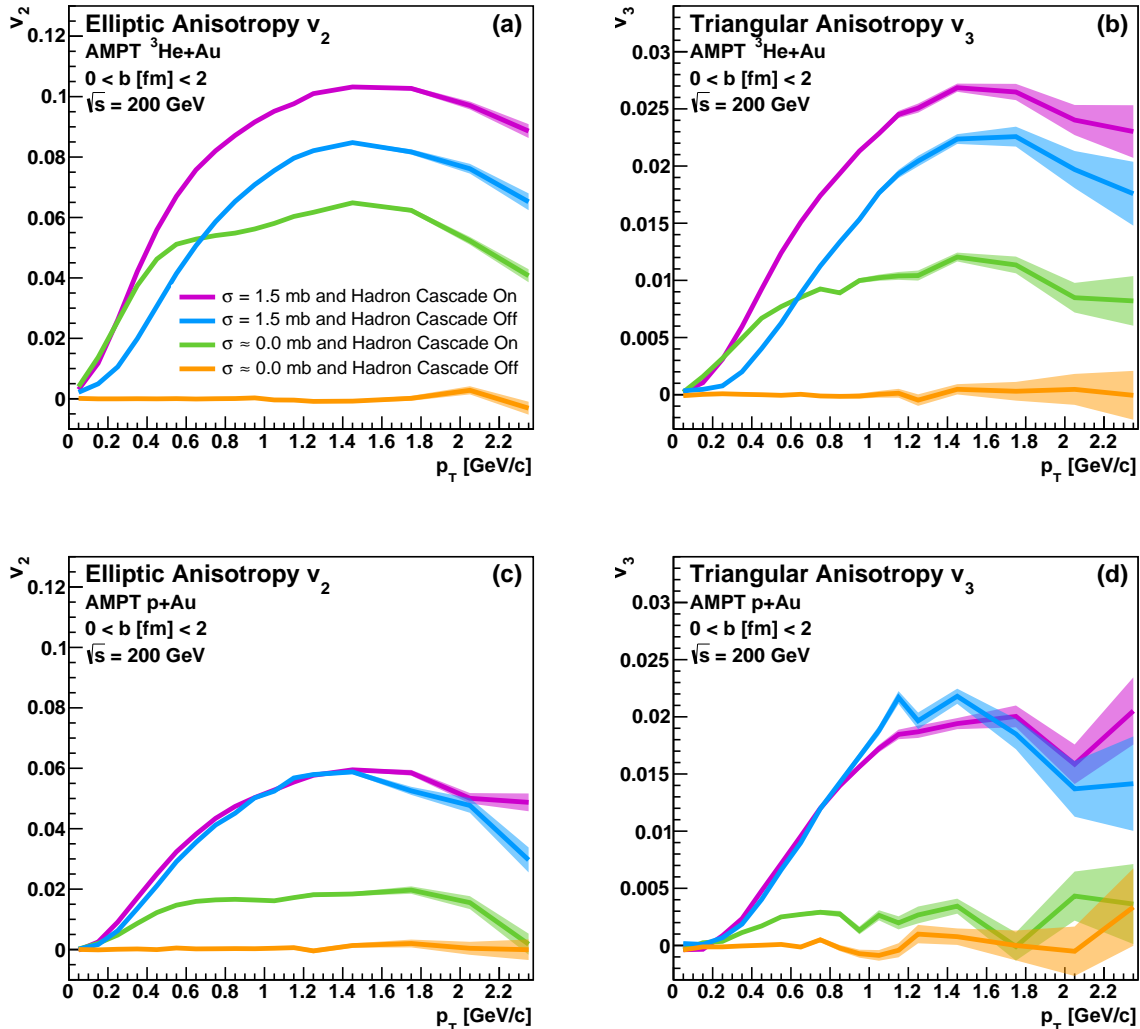 Elliptic Anisotropy v2 (a)
AMPT 3He+Au
0 < b [fm] < 2
√s = 200 GeV
v2
0.12
0.1
0.08
0.06
0.04
0.02
0
σ = 1.5 mb and Hadron Cascade On
σ = 1.5 mb and Hadron Cascade Off
σ ≈ 0.0 mb and Hadron Cascade On
σ ≈ 0.0 mb and Hadron Cascade Off
0 0.2 0.4 0.6 0.8 1 1.2 1.4 1.6 1.8 2 2.2
pT [GeV/c]
Triangular Anisotropy v3 (b)
AMPT 3He+Au
0 < b [fm] < 2
√s = 200 GeV
v3
0.03
0.025
0.02
0.015
0.01
0.005
0
0 0.2 0.4 0.6 0.8 1 1.2 1.4 1.6 1.8 2 2.2
pT [GeV/c]
Elliptic Anisotropy v2 (c)
AMPT p+Au
0 < b [fm] < 2
√s = 200 GeV
v2
0.12
0.1
0.08
0.06
0.04
0.02
0
0 0.2 0.4 0.6 0.8 1 1.2 1.4 1.6 1.8 2 2.2
pT [GeV/c]
Triangular Anisotropy v3 (d)
AMPT p+Au
0 < b [fm] < 2
√s = 200 GeV
v3
0.03
0.025
0.02
0.015
0.01
0.005
0
0 0.2 0.4 0.6 0.8 1 1.2 1.4 1.6 1.8 2 2.2
pT [GeV/c]